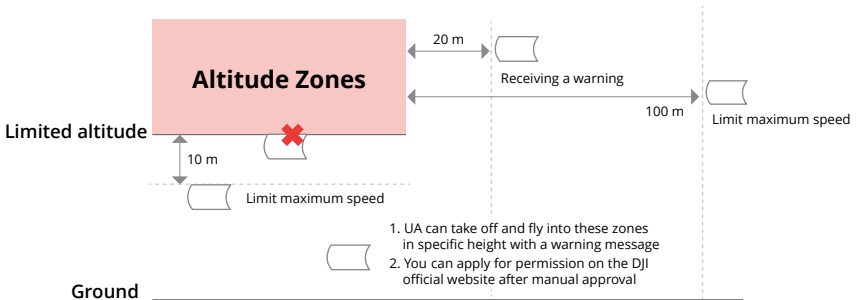 20 m
Altitude Zones
Receiving a warning
100 m
Limit maximum speed
Limited altitude
10 m
Limit maximum speed
1. UA can take off and fly into these zones
in specific height with a warning message
2. You can apply for permission on the DJI
official website after manual approval
Ground